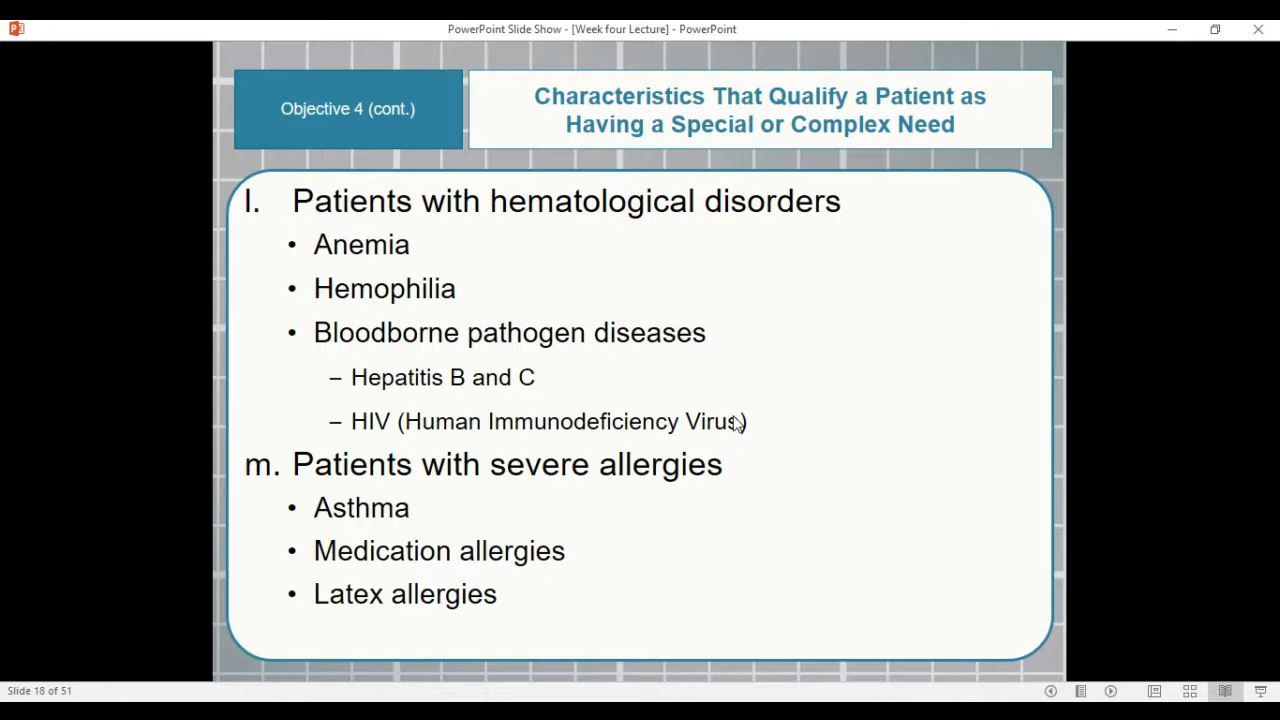 PowerPoint Slide Show - [Week four Lecture] - PowerPoint
Objective 4 (cont.)
Characteristics That Qualify a Patient as
Having a Special or Complex Need
l. Patients with hematological disorders
• Anemia
• Hemophilia
• Bloodborne pathogen diseases
– Hepatitis B and C
– HIV (Human Immunodeficiency Virus)
m. Patients with severe allergies
• Asthma
• Medication allergies
• Latex allergies
Slide 18 of 51